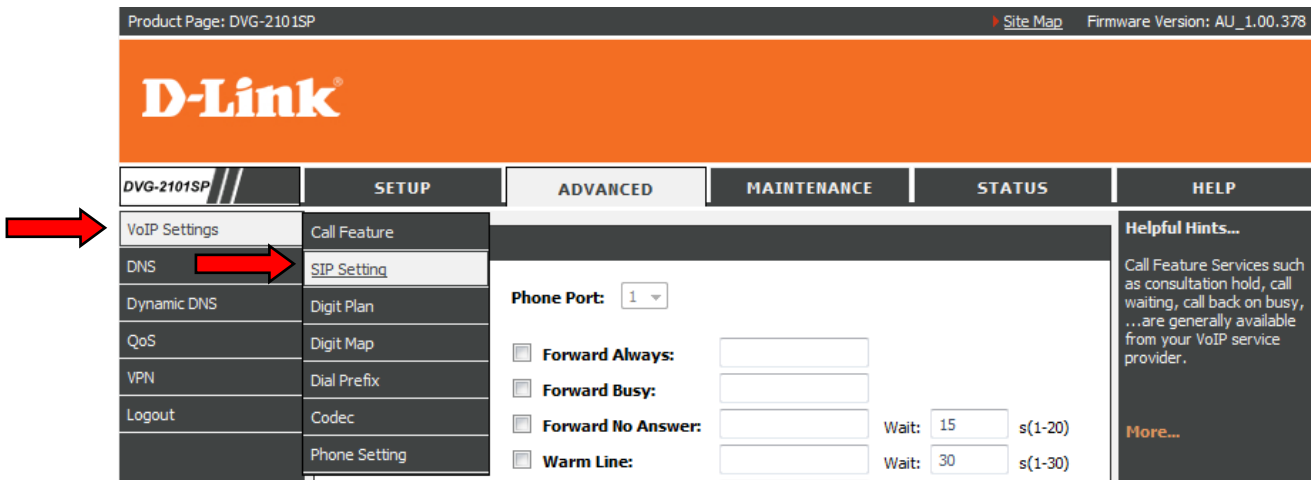 Product Page: DVG-2101SP Site Map Firmware Version: AU_1.00.378
D-Link®
DVG-2101SP SETUP ADVANCED MAINTENANCE STATUS HELP
VoIP Settings
DNS
Dynamic DNS
QoS
VPN
Logout
Call Feature
SIP Setting
Digit Plan
Digit Map
Dial Prefix
Codec
Phone Setting
Phone Port: 1
Forward Always:
Forward Busy:
Forward No Answer: Wait: 15 s(1-20)
Warm Line: Wait: 30 s(1-30)
Helpful Hints...
Call Feature Services such
as consultation hold, call
waiting, call back on busy,
...are generally available
from your VoIP service
provider.
More...